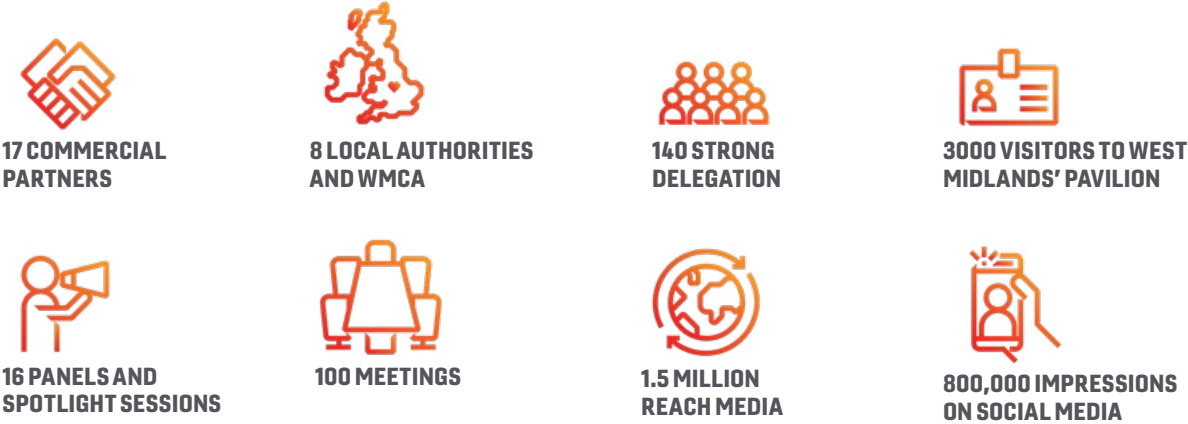 17 COMMERCIAL
PARTNERS
8 LOCAL AUTHORITIES
AND WMCA
140 STRONG
DELEGATION
3000 VISITORS TO WEST
MIDLANDS' PAVILION
16 PANELS AND
SPOTLIGHT SESSIONS
100 MEETINGS
1.5 MILLION
REACH MEDIA
800,000 IMPRESSIONS
ON SOCIAL MEDIA